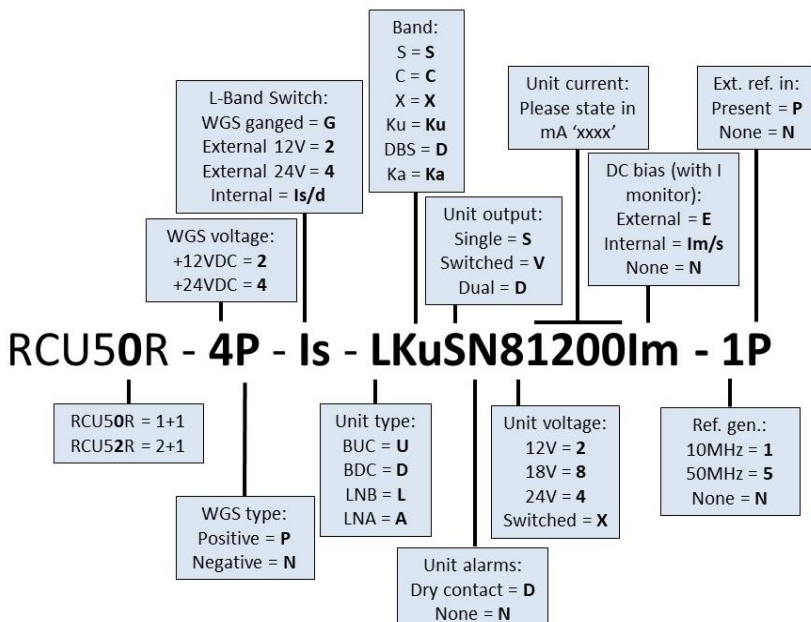 Band:
S = S
C = C
X = X
Ku = Ku
DBS = D
Ka = Ka
L-Band Switch:
WGS ganged = G
External 12V = 2
External 24V = 4
Internal = Is/d
Unit current:
Please state in
mA ‘xxxx’
Ext. ref. in:
Present = P
None = N
WGS voltage:
+12VDC = 2
+24VDC = 4
Unit output:
Single = S
Switched = V
Dual = D
DC bias (with I
monitor):
External = E
Internal = Im/s
None = N
RCU50R - 4P - Is - LKuSN81200Im - 1P
RCU50R = 1+1
RCU52R = 2+1
WGS type:
Positive = P
Negative = N
Unit type:
BUC = U
BDC = D
LNB = L
LNA = A
Unit alarms:
Dry contact = D
None = N
Unit voltage:
12V = 2
18V = 8
24V = 4
Switched = X
Ref. gen.:
10MHz = 1
50MHz = 5
None = N